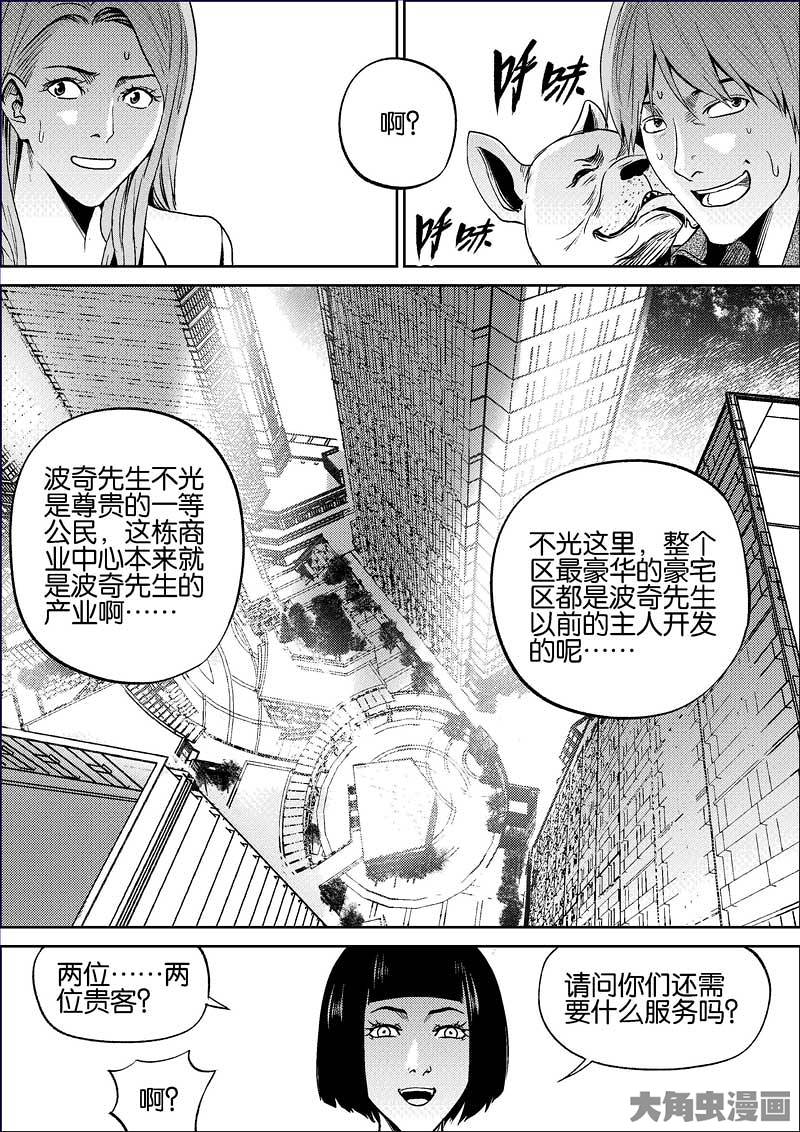 啊？
呼哧
呼哧
波奇先生不光
是尊贵的一等
公民，这栋商
业中心本来就
是波奇先生的
产业啊……
不光这里，整个
区最豪华的豪宅
区都是波奇先生
以前的主人开发
的呢……
两位……两
位贵客？
啊？
请问你们还需
要什么服务吗？
大角虫漫画